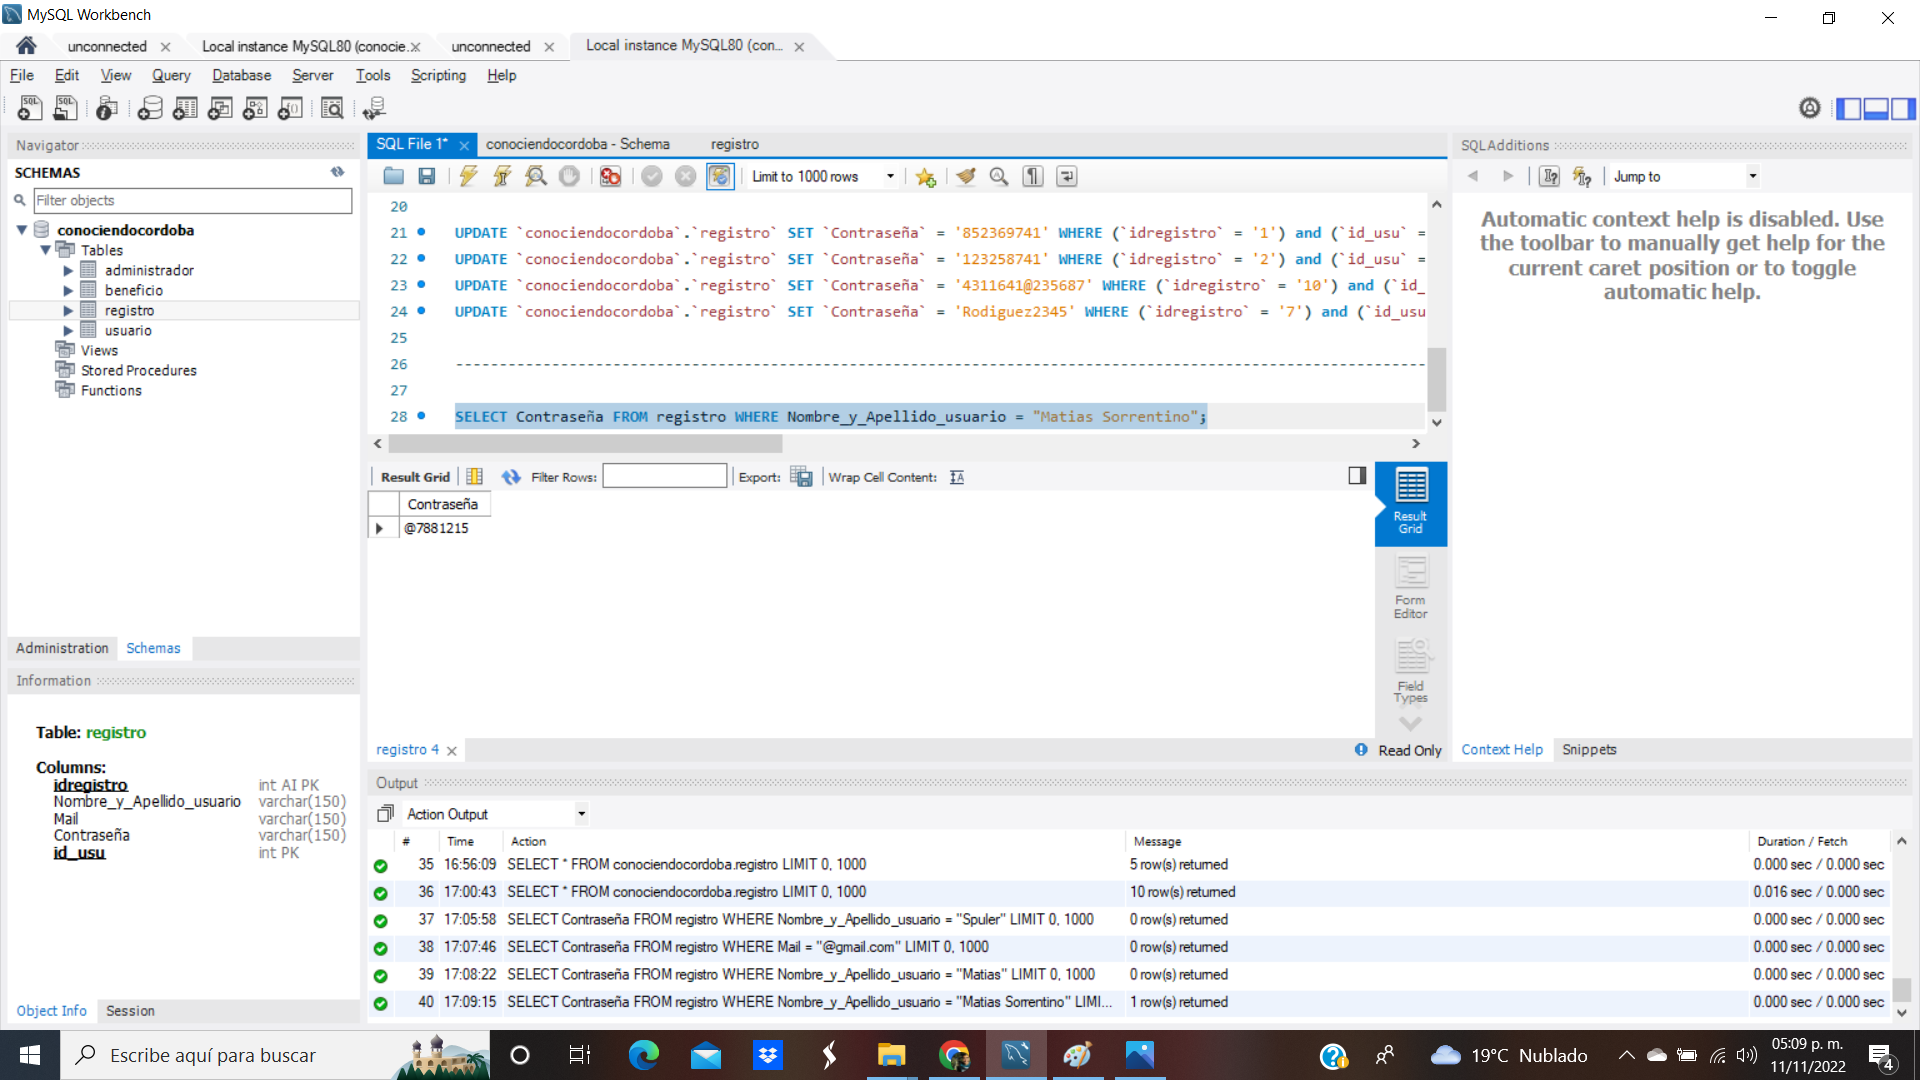 MySQL Workbench
unconnected
Local instance MySQL80 (conocie...
unconnected
Local instance MySQL80 (con...
File Edit View Query Database Server Tools Scripting Help
Navigator
SCHEMAS
Filter objects
conociendocordoba
Tables
administrador
beneficio
registro
usuario
Views
Stored Procedures
Functions
Administration Schemas
Information
Table: registro
Columns:
idregistro int AI PK
Nombre_y_Apellido_usuario varchar(150)
Mail varchar(150)
Contraseña varchar(150)
id_usu int PK
Object Info Session
SQL File 1* conociendocordoba - Schema registro
Limit to 1000 rows
20
21 UPDATE `conociendocordoba`.`registro` SET `Contraseña` = '852369741' WHERE (`idregistro` = '1') and (`id_usu` =
22 UPDATE `conociendocordoba`.`registro` SET `Contraseña` = '123258741' WHERE (`idregistro` = '2') and (`id_usu` =
23 UPDATE `conociendocordoba`.`registro` SET `Contraseña` = '4311641@235687' WHERE (`idregistro` = '10') and (`id_
24 UPDATE `conociendocordoba`.`registro` SET `Contraseña` = 'Rodiguez2345' WHERE (`idregistro` = '7') and (`id_usu
25
26 ----------------------------------------------------------------------------------------------------
27
28 SELECT Contraseña FROM registro WHERE Nombre_y_Apellido_usuario = "Matias Sorrentino";
Result Grid Filter Rows: Export: Wrap Cell Content:
Contraseña
@7881215
Result Grid
Form Editor
Field Types
registro 4
Read Only
SQLAdditions
Jump to
Automatic context help is disabled. Use
the toolbar to manually get help for the
current caret position or to toggle
automatic help.
Context Help Snippets
Output
Action Output
# Time Action Message Duration / Fetch
35 16:56:09 SELECT * FROM conociendocordoba.registro LIMIT 0, 1000 5 row(s) returned 0.000 sec / 0.000 sec
36 17:00:43 SELECT * FROM conociendocordoba.registro LIMIT 0, 1000 10 row(s) returned 0.016 sec / 0.000 sec
37 17:05:58 SELECT Contraseña FROM registro WHERE Nombre_y_Apellido_usuario = "Spuler" LIMIT 0, 1000 0 row(s) returned 0.000 sec / 0.000 sec
38 17:07:46 SELECT Contraseña FROM registro WHERE Mail = "@gmail.com" LIMIT 0, 1000 0 row(s) returned 0.000 sec / 0.000 sec
39 17:08:22 SELECT Contraseña FROM registro WHERE Nombre_y_Apellido_usuario = "Matias" LIMIT 0, 1000 0 row(s) returned 0.000 sec / 0.000 sec
40 17:09:15 SELECT Contraseña FROM registro WHERE Nombre_y_Apellido_usuario = "Matias Sorrentino" LIMI... 1 row(s) returned 0.000 sec / 0.000 sec
Escribe aquí para buscar
19°C Nublado
05:09 p. m.
11/11/2022
4